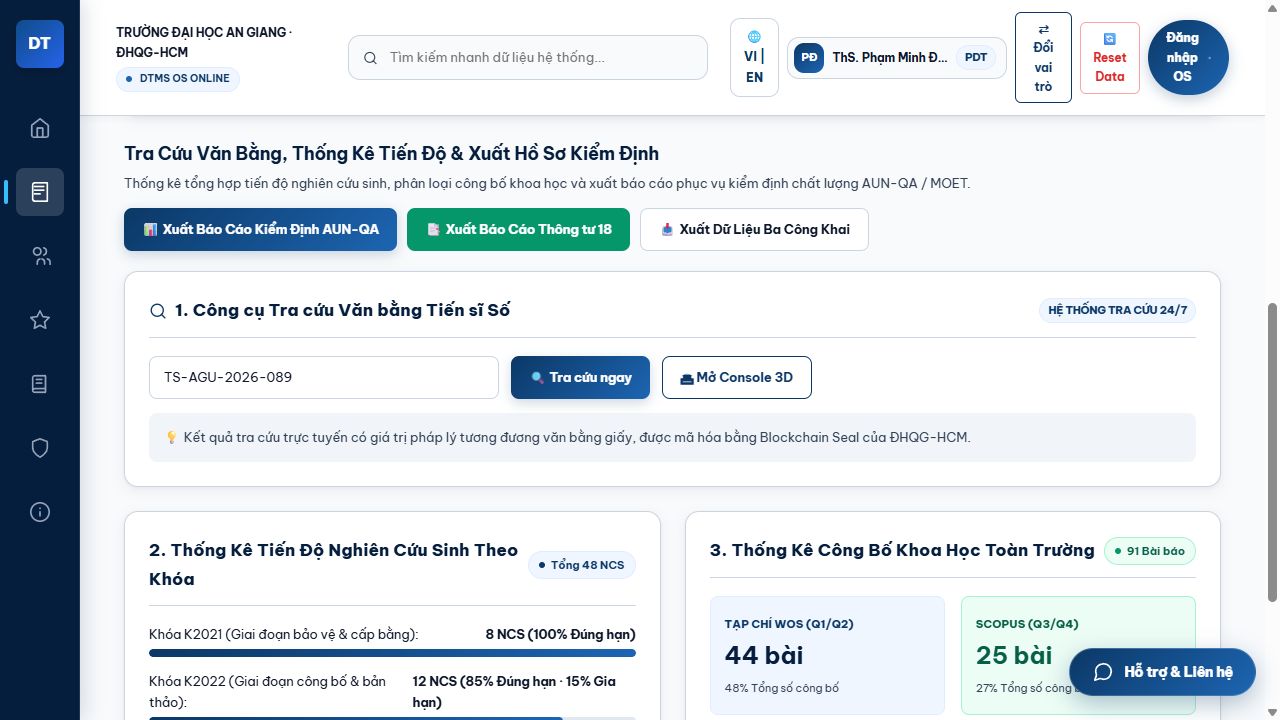 DT
TRƯỜNG ĐẠI HỌC AN GIANG ·
ĐHQG-HCM
DTMS OS ONLINE
Tìm kiếm nhanh dữ liệu hệ thống...
VI |
EN
PĐ
ThS. Phạm Minh Đ...
PDT
Đổi
vai
trò
Reset
Data
Đăng
nhập
OS
Tra Cứu Văn Bằng, Thống Kê Tiến Độ & Xuất Hồ Sơ Kiểm Định
Thống kê tổng hợp tiến độ nghiên cứu sinh, phân loại công bố khoa học và xuất báo cáo phục vụ kiểm định chất lượng AUN-QA / MOET.
Xuất Báo Cáo Kiểm Định AUN-QA
Xuất Báo Cáo Thông tư 18
Xuất Dữ Liệu Ba Công Khai
1. Công cụ Tra cứu Văn bằng Tiến sĩ Số
HỆ THỐNG TRA CỨU 24/7
TS-AGU-2026-089
Tra cứu ngay
Mở Console 3D
Kết quả tra cứu trực tuyến có giá trị pháp lý tương đương văn bằng giấy, được mã hóa bằng Blockchain Seal của ĐHQG-HCM.
2. Thống Kê Tiến Độ Nghiên Cứu Sinh Theo
Khóa
Tổng 48 NCS
Khóa K2021 (Giai đoạn bảo vệ & cấp bằng):
8 NCS (100% Đúng hạn)
Khóa K2022 (Giai đoạn công bố & bản
thảo):
12 NCS (85% Đúng hạn · 15% Gia
hạn)
3. Thống Kê Công Bố Khoa Học Toàn Trường
91 Bài báo
TẠP CHÍ WOS (Q1/Q2)
44 bài
48% Tổng số công bố
SCOPUS (Q3/Q4)
25 bài
27% Tổng số công
Hỗ trợ & Liên hệ